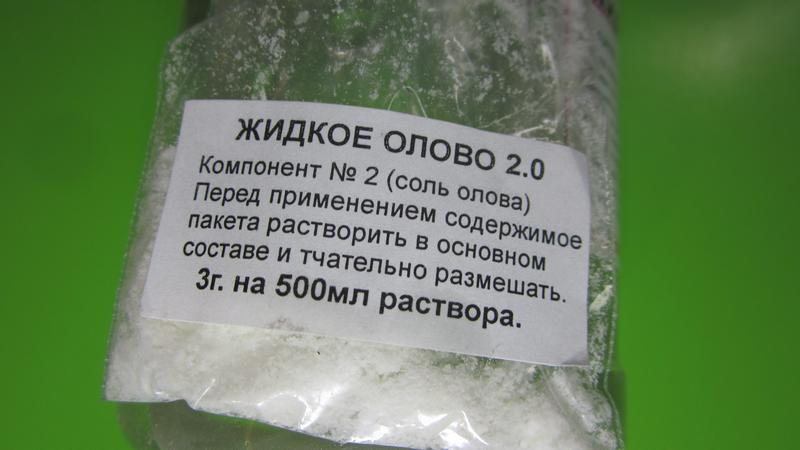 ЖИДКОЕ ОЛОВО 2.0
Компонент № 2 (соль олова)
Перед применением содержимое
пакета растворить в основном
составе и тчательно размешать.
3г. на 500мл раствора.